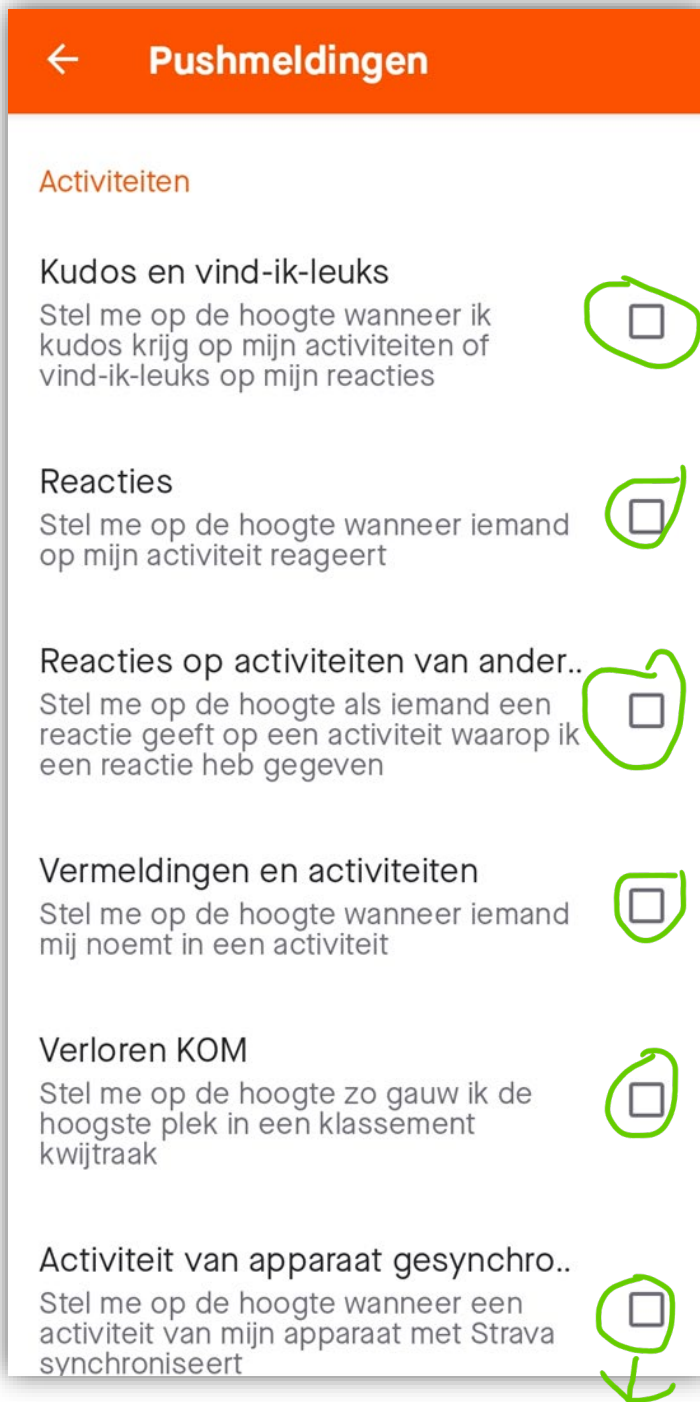 Pushmeldingen
Activiteiten
Kudos en vind-ik-leuks
Stel me op de hoogte wanneer ik
kudos krijg op mijn activiteiten of
vind-ik-leuks op mijn reacties
Reacties
Stel me op de hoogte wanneer iemand
op mijn activiteit reageert
Reacties op activiteiten van ander..
Stel me op de hoogte als iemand een
reactie geeft op een activiteit waarop ik
een reactie heb gegeven
Vermeldingen en activiteiten
Stel me op de hoogte wanneer iemand
mij noemt in een activiteit
Verloren KOM
Stel me op de hoogte zo gauw ik de
hoogste plek in een klassement
kwijtraak
Activiteit van apparaat gesynchro..
Stel me op de hoogte wanneer een
activiteit van mijn apparaat met Strava
synchroniseert